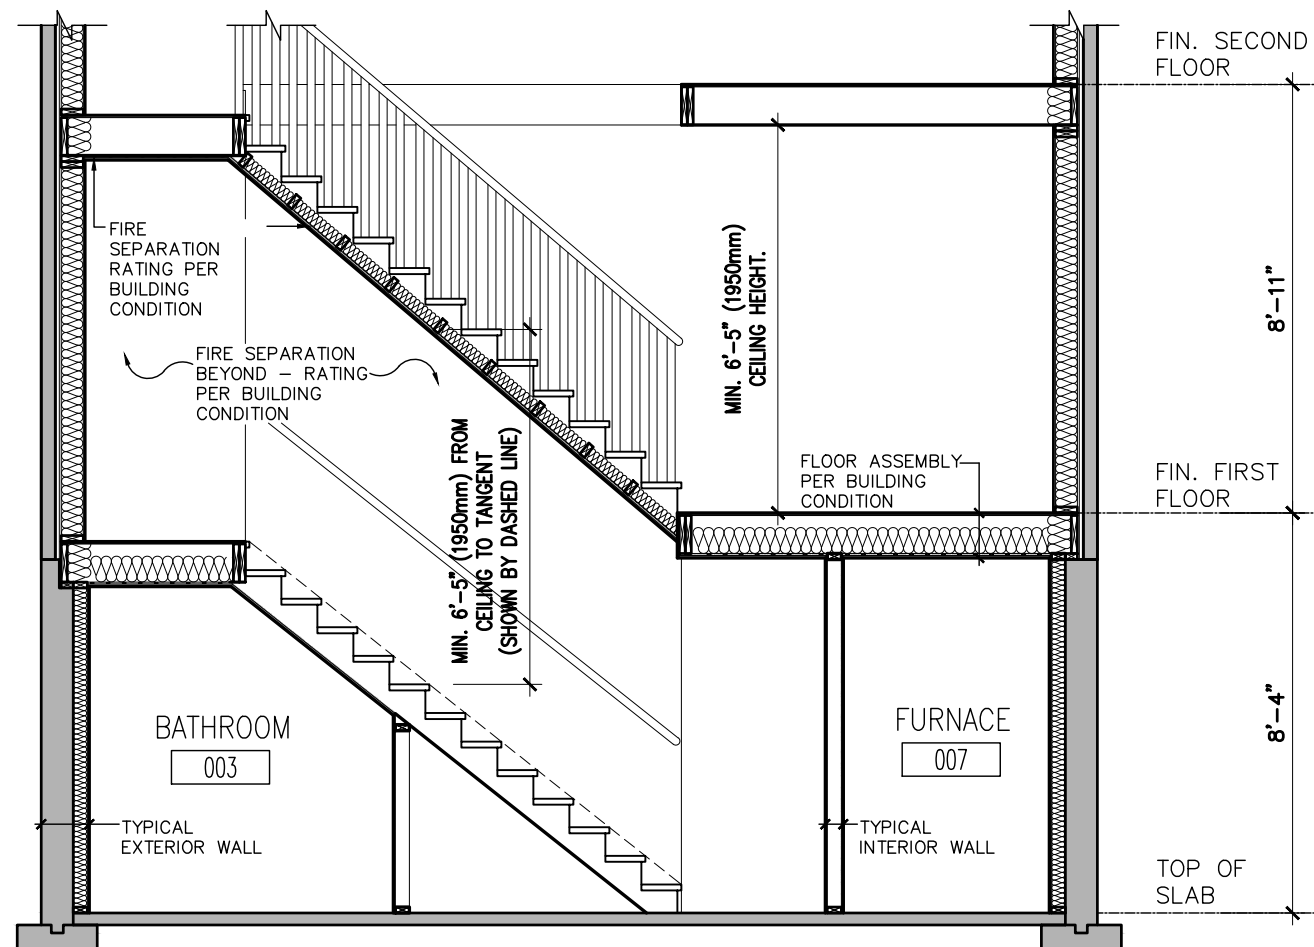 FIN. SECOND
FLOOR
FIRE
SEPARATION
RATING PER
BUILDING
CONDITION
MIN. 6'-5" (1950mm)
CEILING HEIGHT.
8'-11"
FIRE SEPARATION
BEYOND - RATING
PER BUILDING
CONDITION
MIN. 6'-5" (1950mm) FROM
CEILING TO TANGENT
(SHOWN BY DASHED LINE)
FLOOR ASSEMBLY
PER BUILDING
CONDITION
FIN. FIRST
FLOOR
BATHROOM
003
FURNACE
007
8'-4"
TYPICAL
EXTERIOR WALL
TYPICAL
INTERIOR WALL
TOP OF
SLAB